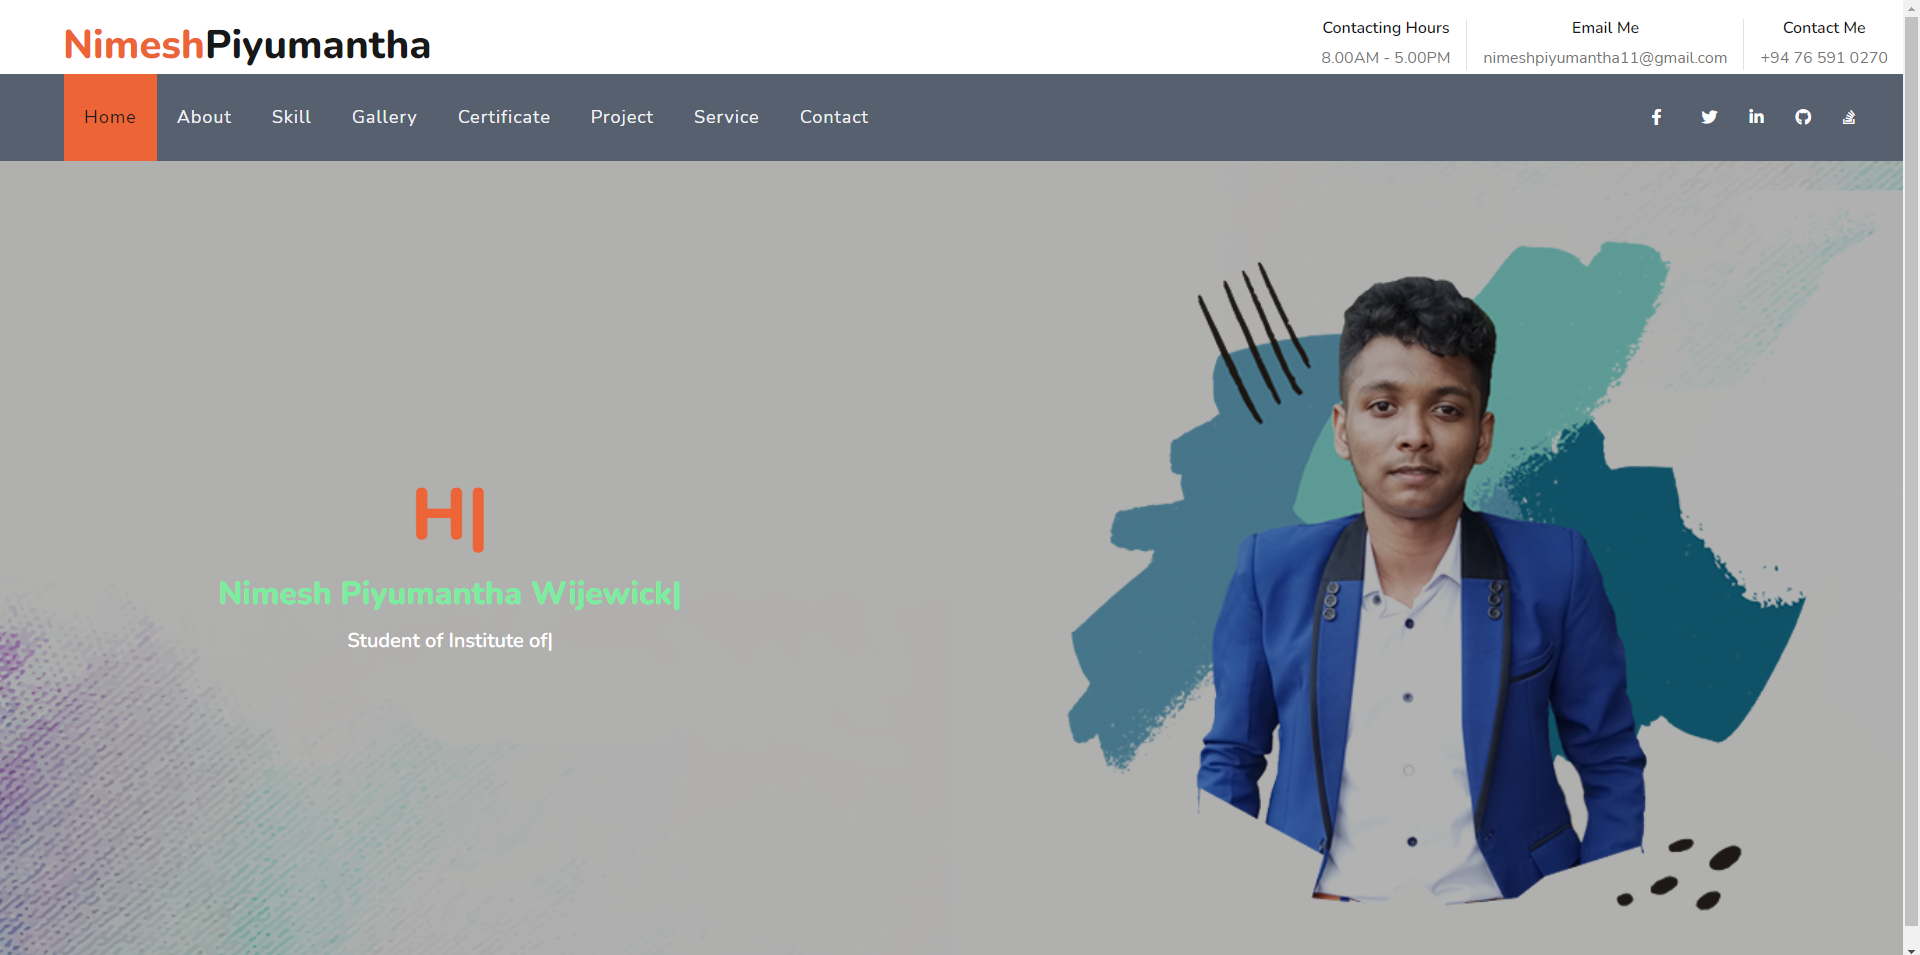 NimeshPiyumantha
Contacting Hours
8.00AM - 5.00PM
Email Me
nimeshpiyumantha11@gmail.com
Contact Me
+94 76 591 0270
Home About Skill Gallery Certificate Project Service Contact
H|
Nimesh Piyumantha Wijewick|
Student of Institute of|